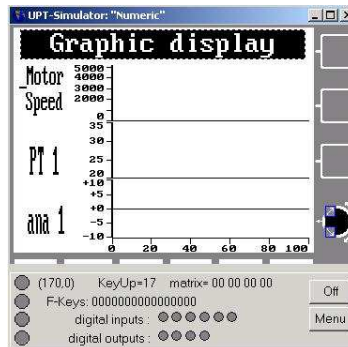 UPT-Simulator: "Numeric"
Graphic display
_Motor
Speed
5000
4000
3000
2000
0
PT 1
35
30
25
20
ana 1
+10
+5
+0
-5
-10
0 20 40 60 80 100
(170,0) KeyUp=17 matrix= 00 00 00 00
Off
F-Keys: 0000000000000000
digital inputs :
Menu
digital outputs :